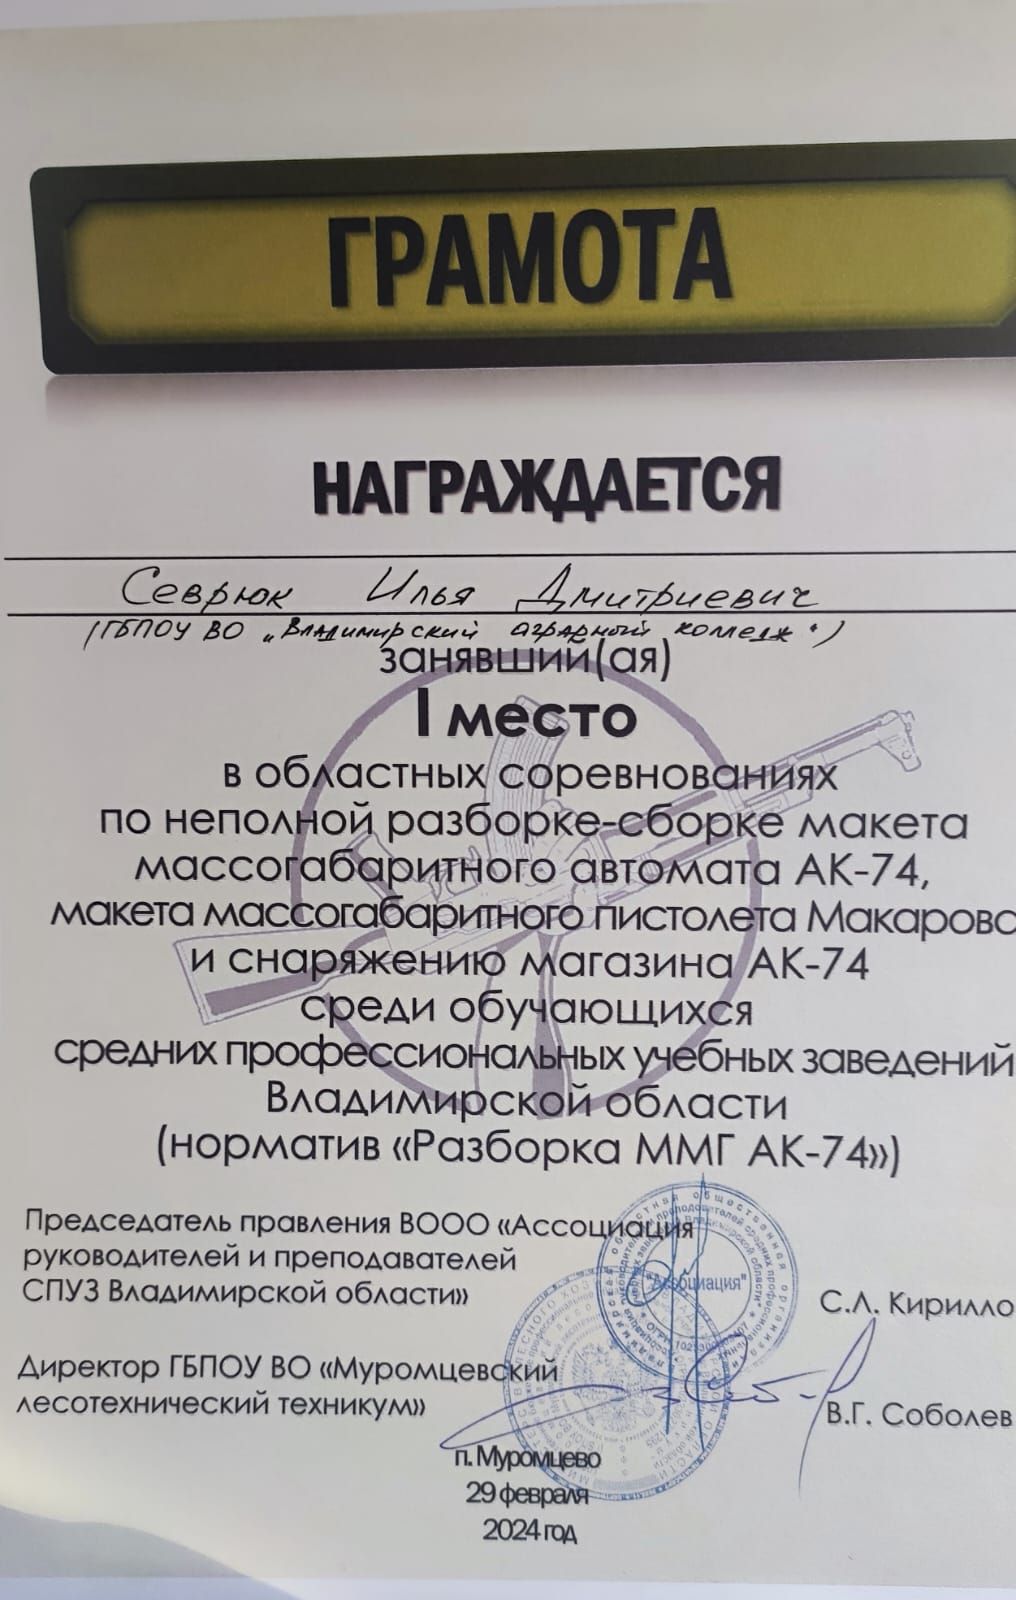 ГРАМОТА
НАГРАЖДАЕТСЯ
Севрюк Илья Дмитриевич
(ГБПОУ ВО „Владимирский аграрный колледж")
занявший(ая)
I место
в областных соревнованиях
по неполной разборке-сборке макета
массогабаритного автомата АК-74,
макета массогабаритного пистолета Макарова
и снаряжению магазина АК-74
среди обучающихся
средних профессиональных учебных заведений
Владимирской области
(норматив «Разборка ММГ АК-74»)
Председатель правления ВООО «Ассоциация
руководителей и преподавателей
СПУЗ Владимирской области»
"Ассоциация"
С.Л. Кирилло
Директор ГБПОУ ВО «Муромцевский
лесотехнический техникум»
В.Г. Соболев
п. Муромцево
29 февраля
2024 год